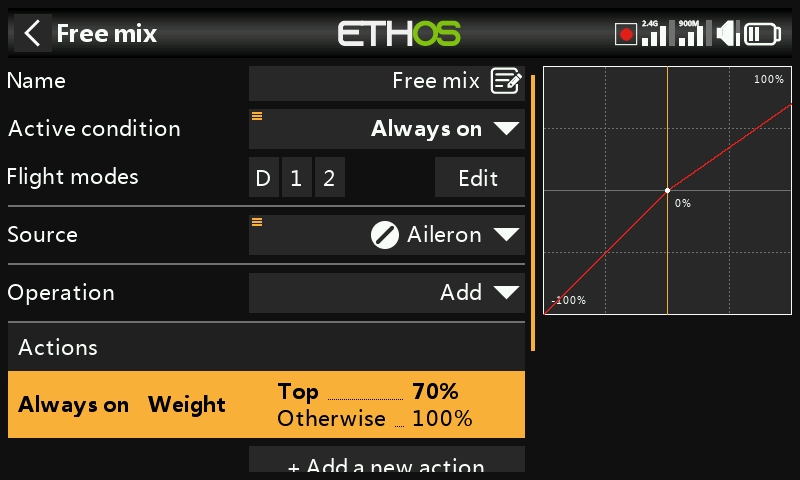 Free mix
ETHOS
2.4G
900M
Name
Free mix
Active condition
Always on
Flight modes
D 1 2
Edit
Source
Aileron
Operation
Add
Actions
Always on Weight
Top 70%
Otherwise 100%
+ Add a new action
100%
0%
-100%